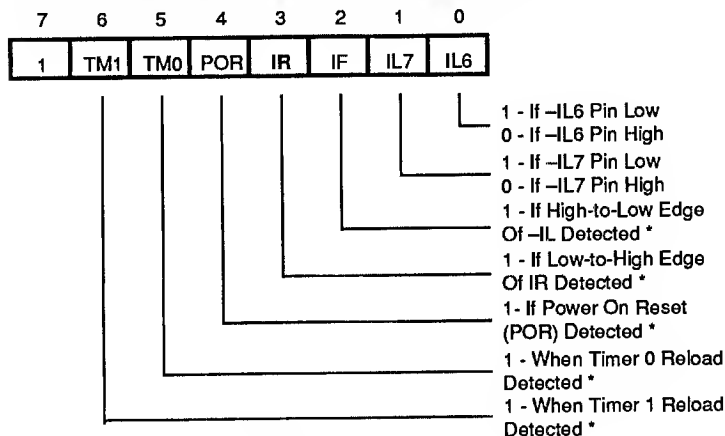 7 6 5 4 3 2 1 0
1 TM1 TM0 POR IR IF IL7 IL6
1 - If –IL6 Pin Low
0 - If –IL6 Pin High
1 - If –IL7 Pin Low
0 - If –IL7 Pin High
1 - If High-to-Low Edge
Of –IL Detected *
1 - If Low-to-High Edge
Of IR Detected *
1- If Power On Reset
(POR) Detected *
1 - When Timer 0 Reload
Detected *
1 - When Timer 1 Reload
Detected *